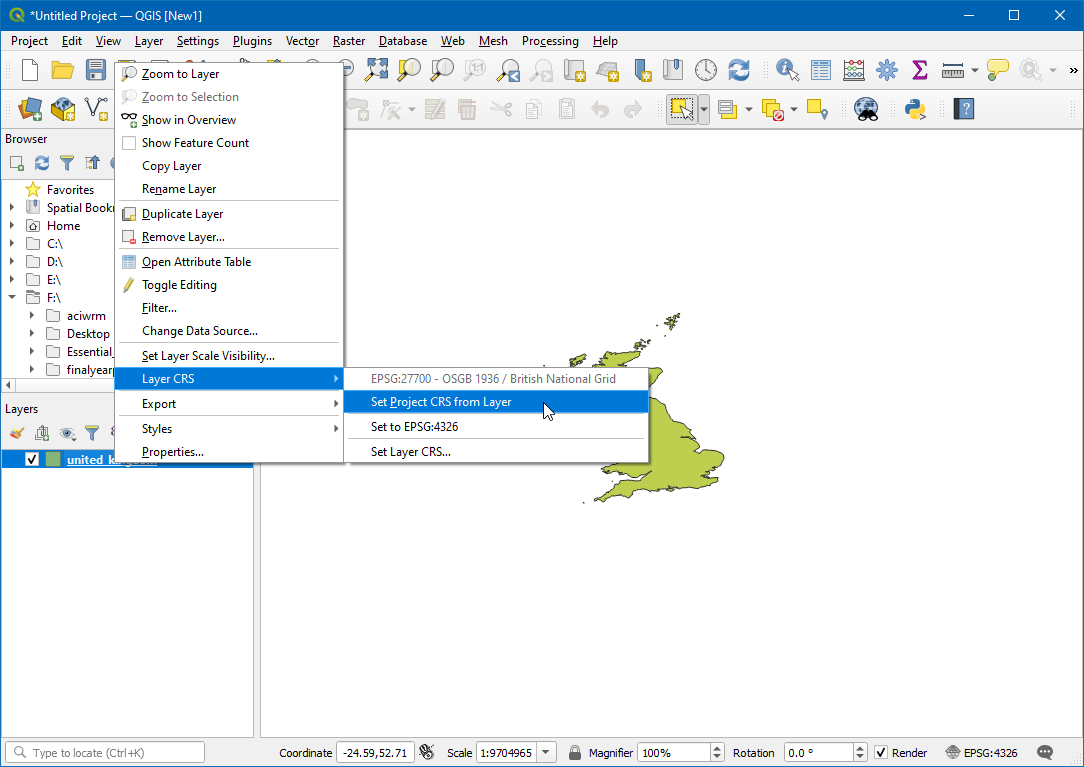 *Untitled Project — QGIS [New1]
Project Edit View Layer Settings Plugins Vector Raster Database Web Mesh Processing Help
1:1
»
Browser
Favorites
Spatial Bookr
Home
C:\
D:\
E:\
F:\
aciwrm
Desktop
Essential_
finalyearp
Zoom to Layer
Zoom to Selection
Show in Overview
Show Feature Count
Copy Layer
Rename Layer
Duplicate Layer
Remove Layer...
Open Attribute Table
Toggle Editing
Filter...
Change Data Source...
Set Layer Scale Visibility...
Layer CRS
Export
Styles
Properties...
EPSG:27700 - OSGB 1936 / British National Grid
Set Project CRS from Layer
Set to EPSG:4326
Set Layer CRS...
Layers
Type to locate (Ctrl+K)
Coordinate -24.59,52.71 Scale 1:9704965 Magnifier 100% Rotation 0.0 ° Render EPSG:4326